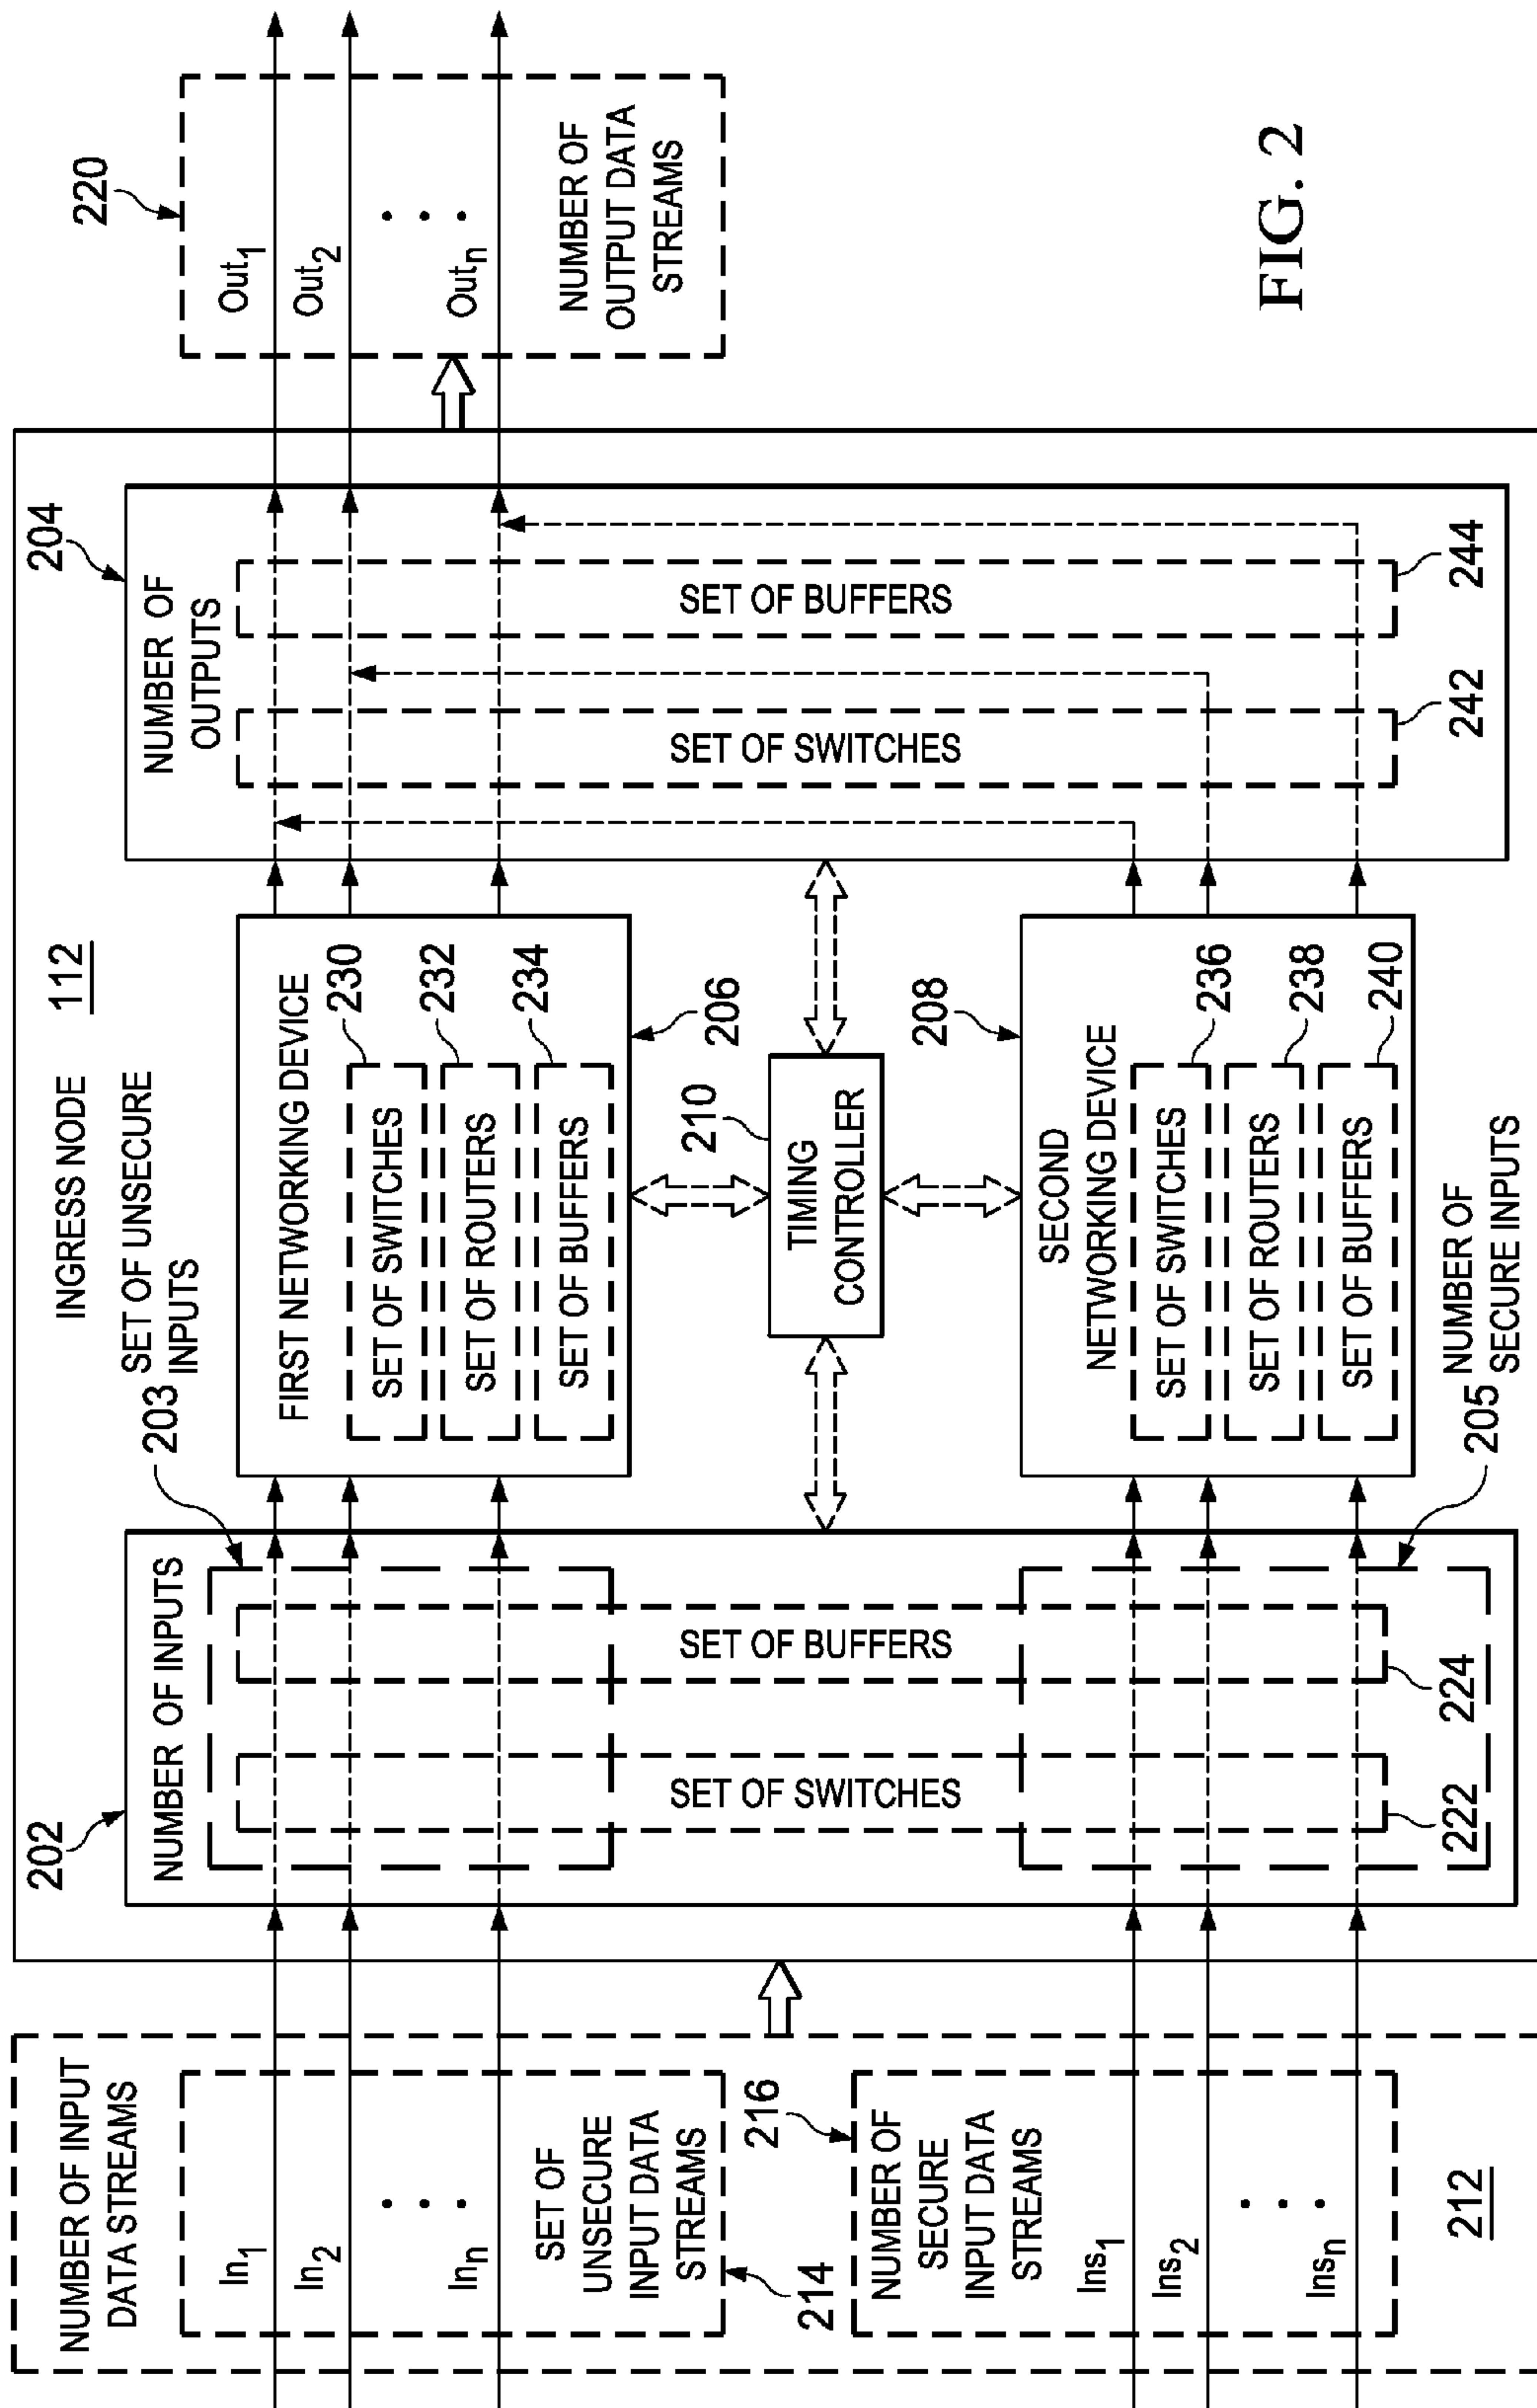 NUMBER OF INPUT
DATA STREAMS
In1
In2
Inn
SET OF
UNSECURE
INPUT DATA
STREAMS
214
216
NUMBER OF
SECURE
INPUT DATA
STREAMS
Ins1
Ins2
Insn
212
INGRESS NODE
112
202
NUMBER OF INPUTS
203
SET OF UNSECURE
INPUTS
SET OF SWITCHES
222
SET OF BUFFERS
224
205
NUMBER OF
SECURE INPUTS
FIRST NETWORKING DEVICE
SET OF SWITCHES
230
SET OF ROUTERS
232
SET OF BUFFERS
234
206
TIMING
CONTROLLER
210
208
SECOND
NETWORKING DEVICE
SET OF SWITCHES
236
SET OF ROUTERS
238
SET OF BUFFERS
240
204
NUMBER OF
OUTPUTS
SET OF SWITCHES
242
SET OF BUFFERS
244
220
Out1
Out2
Outn
NUMBER OF
OUTPUT DATA
STREAMS
FIG. 2